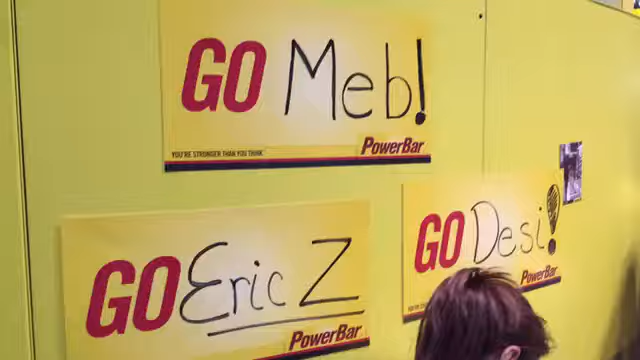 GO Meb!
YOU'RE STRONGER THAN YOU THINK
PowerBar
GO Desi!
PowerBar
GO Eric Z
PowerBar